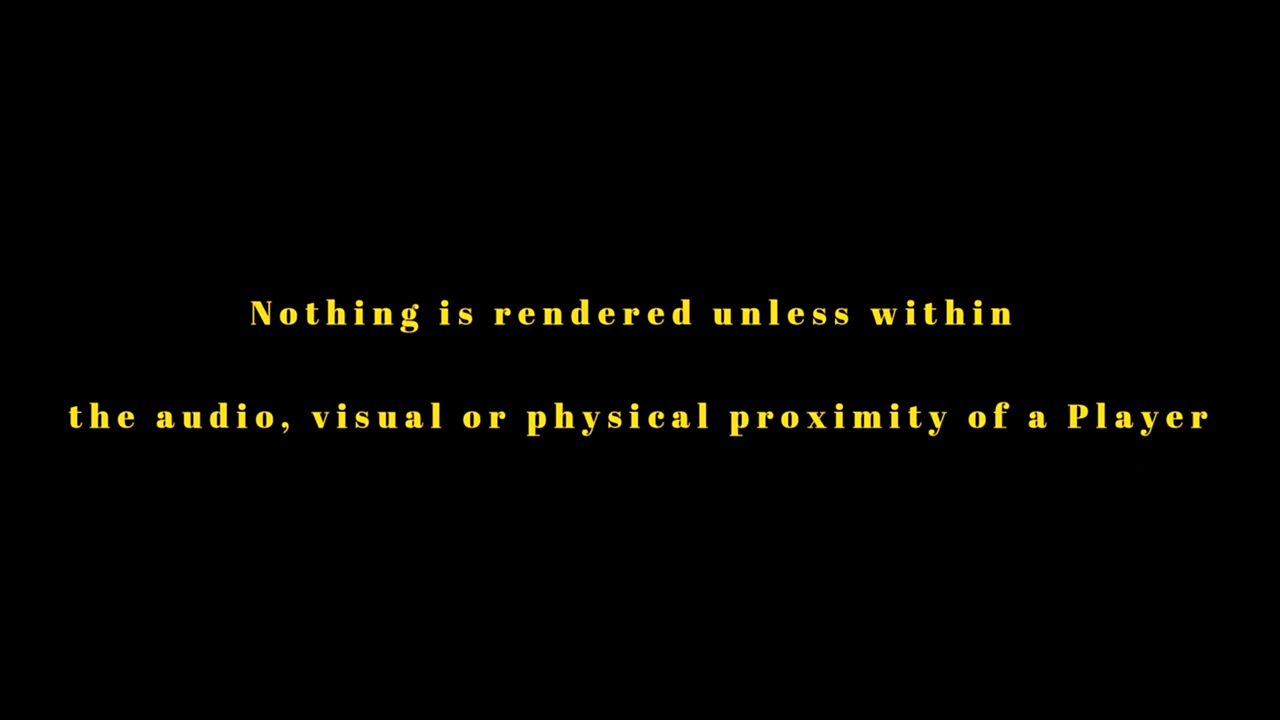 Nothing is rendered unless within
the audio, visual or physical proximity of a Player